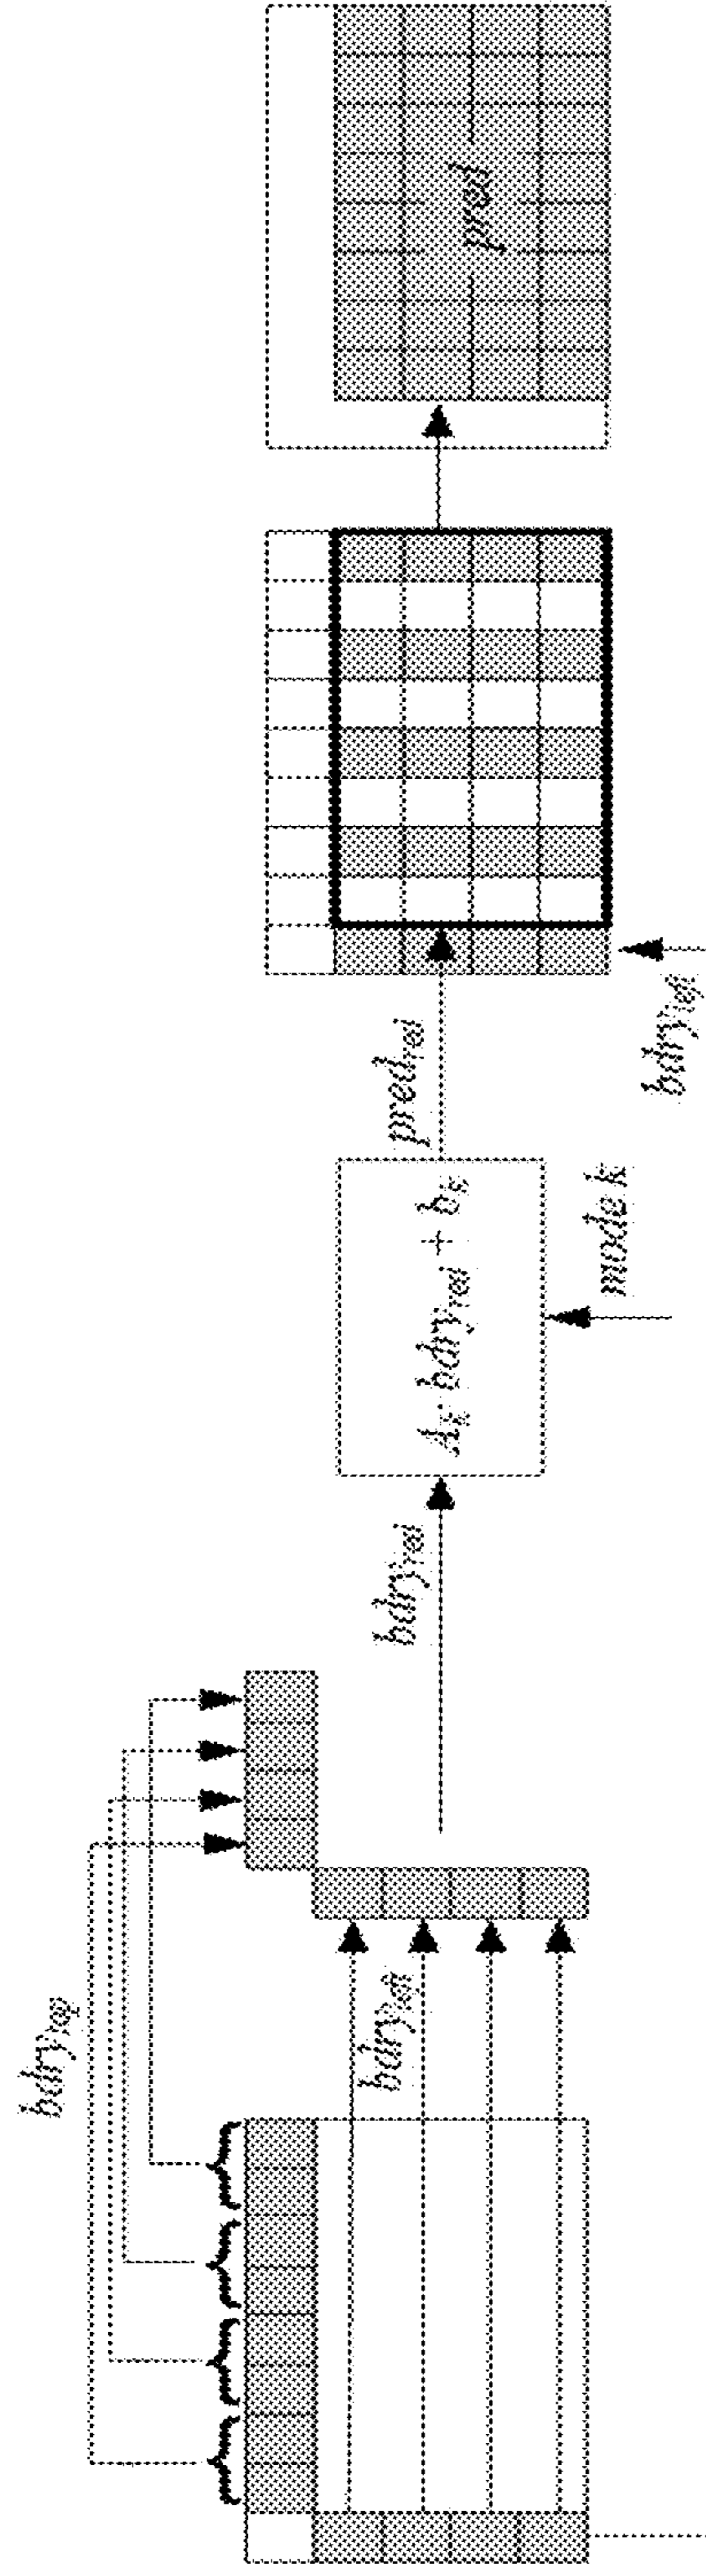 bdry_top
bdry_left
bdry_red
A_k · bdry_red + b_k
mode k
pred_red
bdry_left
pred